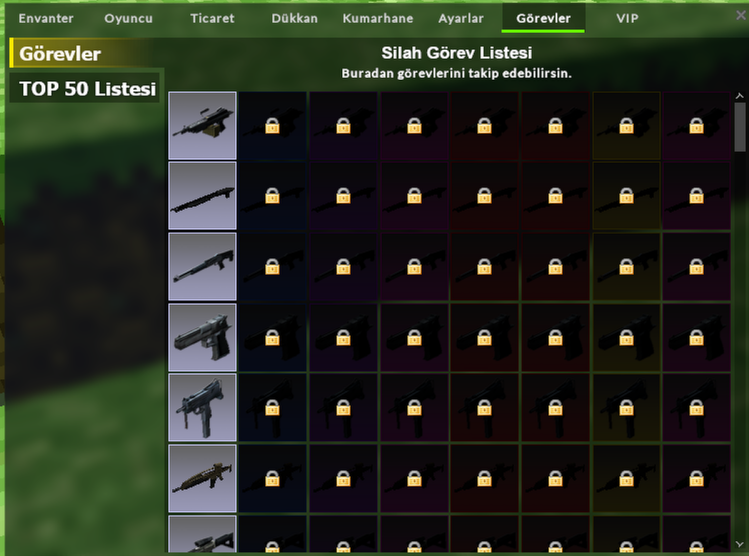 Envanter Oyuncu Ticaret Dükkan Kumarhane Ayarlar Görevler VIP
Görevler
TOP 50 Listesi
Silah Görev Listesi
Buradan görevlerini takip edebilirsin.